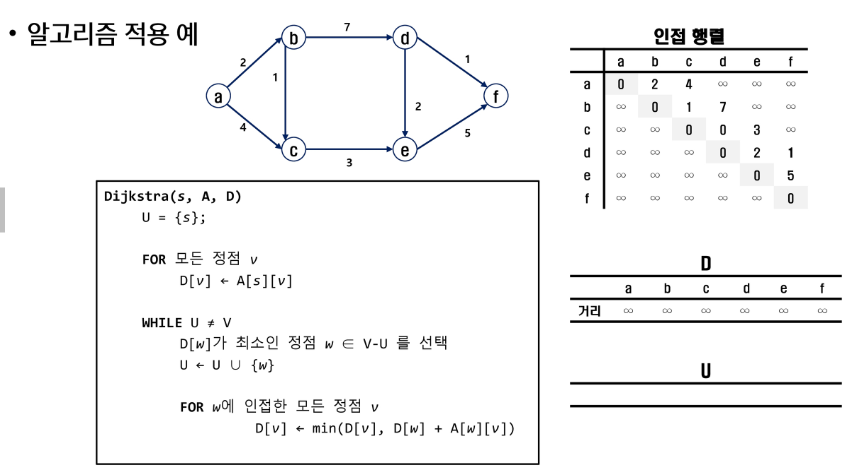 • 알고리즘 적용 예
a
b
c
d
e
f
2
4
1
7
3
2
1
5
인접 행렬
a b c d e f
a 0 2 4 ∞ ∞ ∞
b ∞ 0 1 7 ∞ ∞
c ∞ ∞ 0 0 3 ∞
d ∞ ∞ ∞ 0 2 1
e ∞ ∞ ∞ ∞ 0 5
f ∞ ∞ ∞ ∞ ∞ 0
Dijkstra(s, A, D)
U = {s};
FOR 모든 정점 v
D[v] ← A[s][v]
WHILE U ≠ V
D[w]가 최소인 정점 w ∈ V-U 를 선택
U ← U ∪ {w}
FOR w에 인접한 모든 정점 v
D[v] ← min(D[v], D[w] + A[w][v])
D
a b c d e f
거리 ∞ ∞ ∞ ∞ ∞ ∞
U